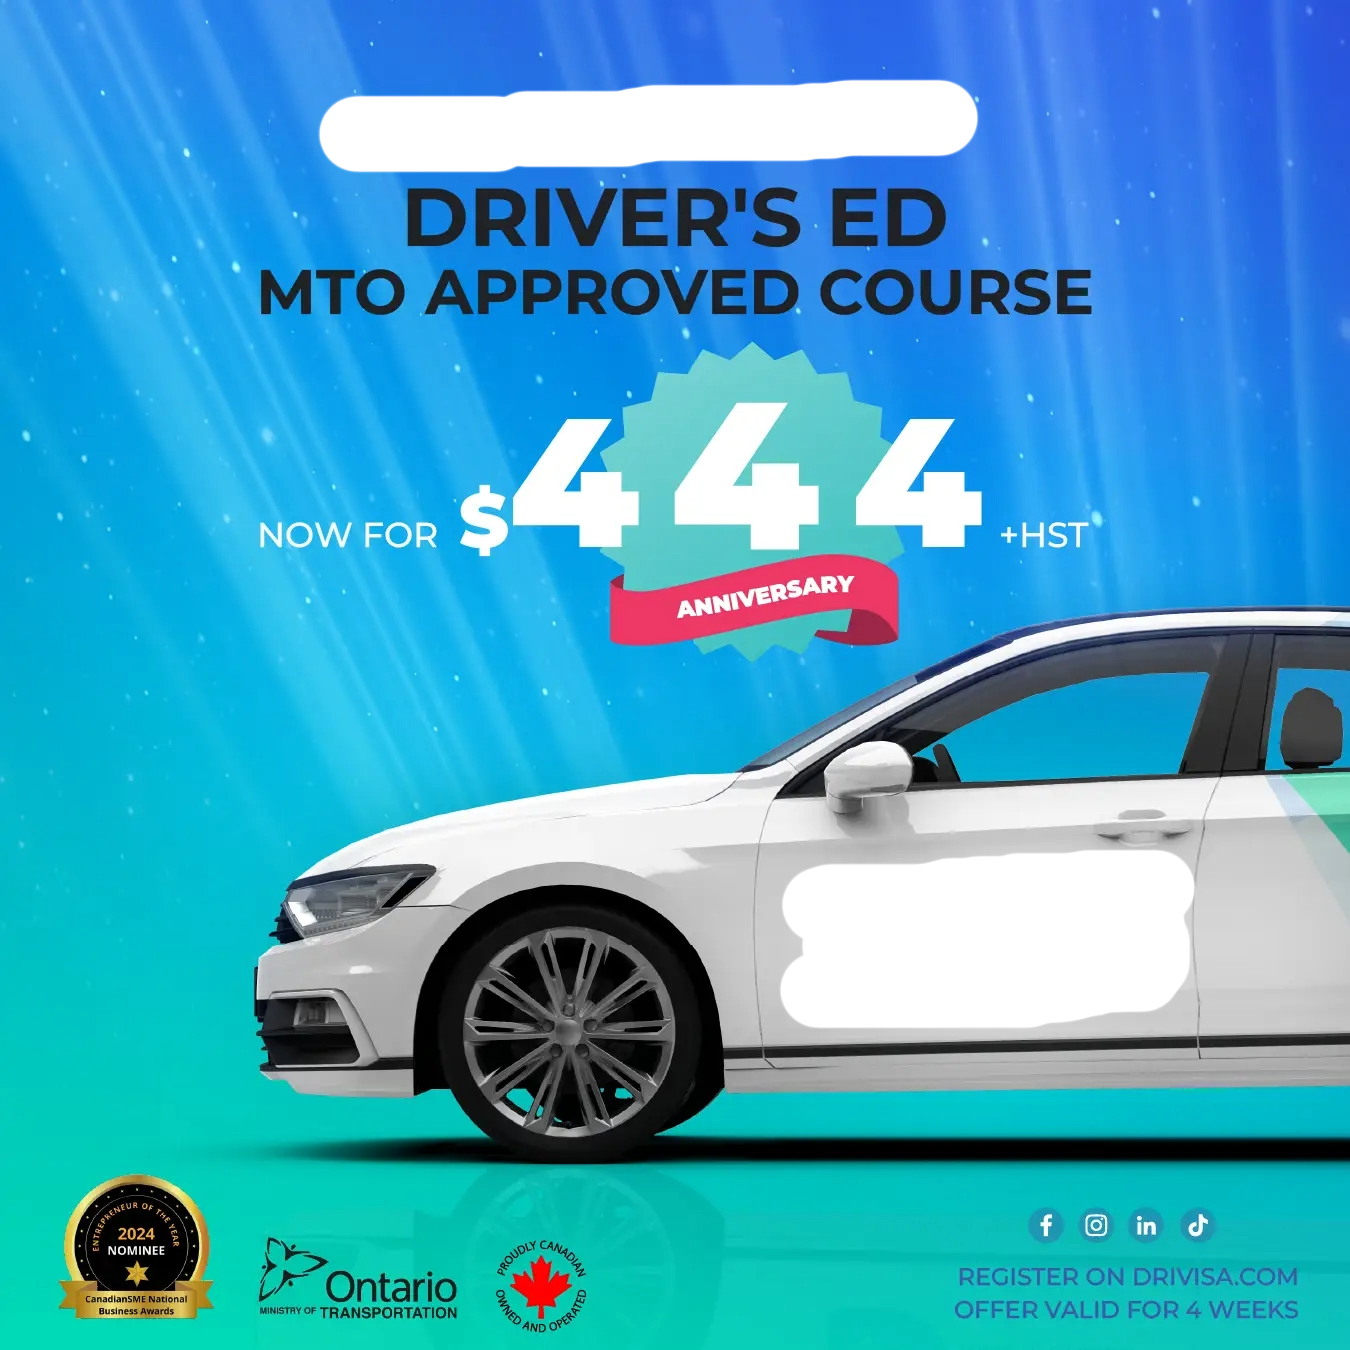 DRIVER'S ED
MTO APPROVED COURSE
NOW FOR $444 +HST
ANNIVERSARY
ENTREPRENEUR OF THE YEAR
2024
NOMINEE
CanadianSME National
Business Awards
Ontario
MINISTRY OF TRANSPORTATION
PROUDLY CANADIAN
OWNED AND OPERATED
REGISTER ON DRIVISA.COM
OFFER VALID FOR 4 WEEKS